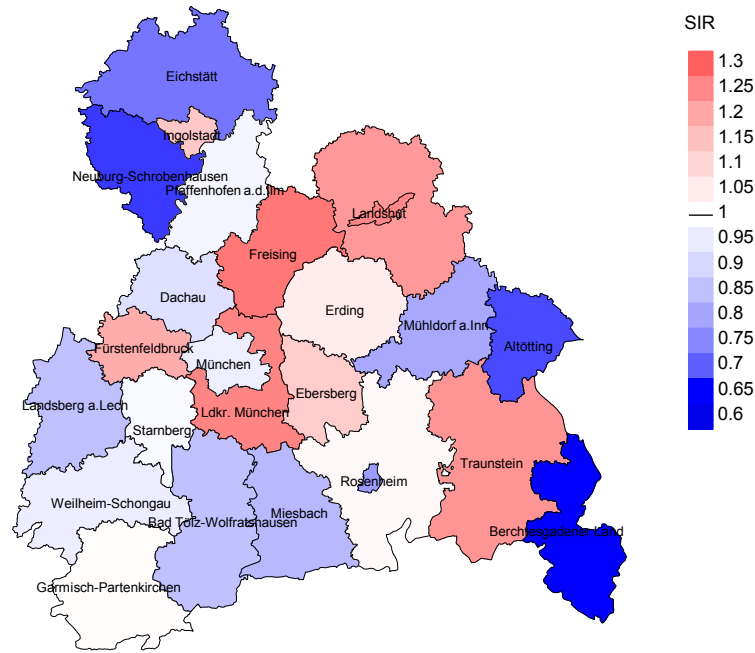 SIR
1.3
1.25
1.2
1.15
1.1
1.05
1
0.95
0.9
0.85
0.8
0.75
0.7
0.65
0.6
Eichstätt
Ingolstadt
Neuburg-Schrobenhausen
Pfaffenhofen a.d.Ilm
Landshut
Freising
Dachau
Erding
Mühldorf a.Inn
Altötting
Fürstenfeldbruck
München
Ebersberg
Landsberg a.Lech
Ldkr. München
Starnberg
Traunstein
Rosenheim
Weilheim-Schongau
Miesbach
Bad Tölz-Wolfratshausen
Berchtesgadener Land
Garmisch-Partenkirchen